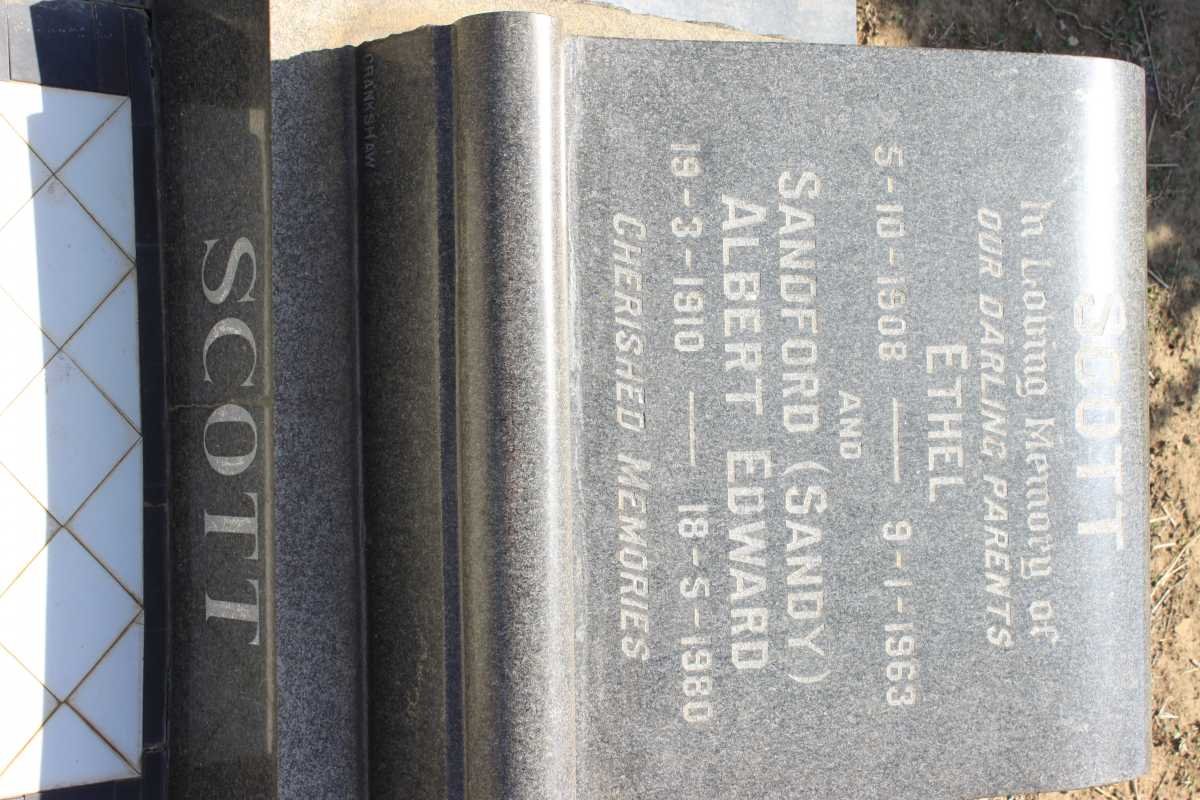 SCOTT
In Loving Memory of
OUR DARLING PARENTS
ETHEL
5-10-1908 — 9-1-1963
AND
SANDFORD (SANDY)
ALBERT EDWARD
19-3-1910 — 18-5-1980
CHERISHED MEMORIES
CRANKSHAW
SCOTT